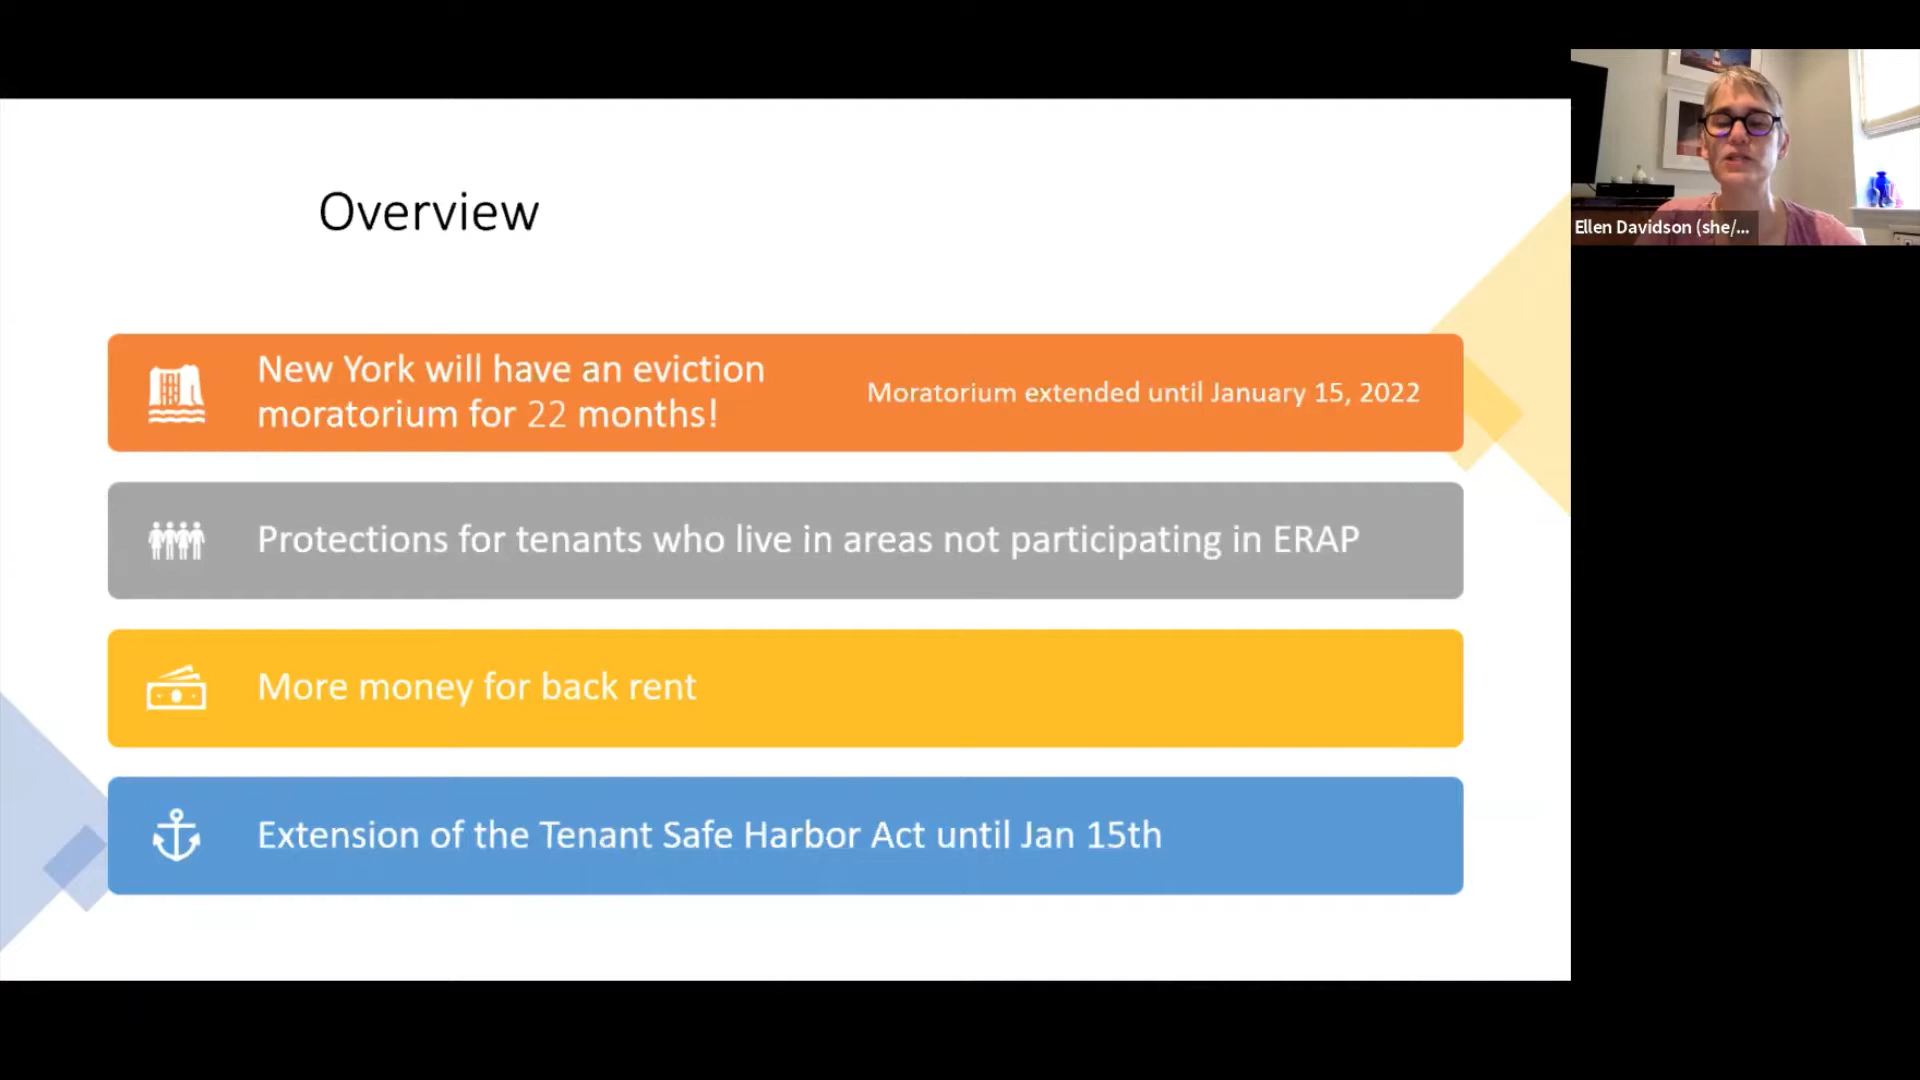 Overview
New York will have an eviction
moratorium for 22 months!
Moratorium extended until January 15, 2022
Protections for tenants who live in areas not participating in ERAP
More money for back rent
Extension of the Tenant Safe Harbor Act until Jan 15th
Ellen Davidson (she/...